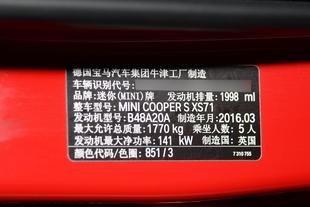 德国宝马汽车集团牛津工厂制造
车辆识别代号:
品牌:迷你(MINI)牌 发动机排量:1998 ml
整车型号:MINI COOPER S XS71
发动机型号:B48A20A 制造年月:2016.03
最大允许总质量:1770 kg 乘坐人数:5 人
发动机最大净功率:141 kW 制造国:英国
颜色代码/色圈:851/3 7310755